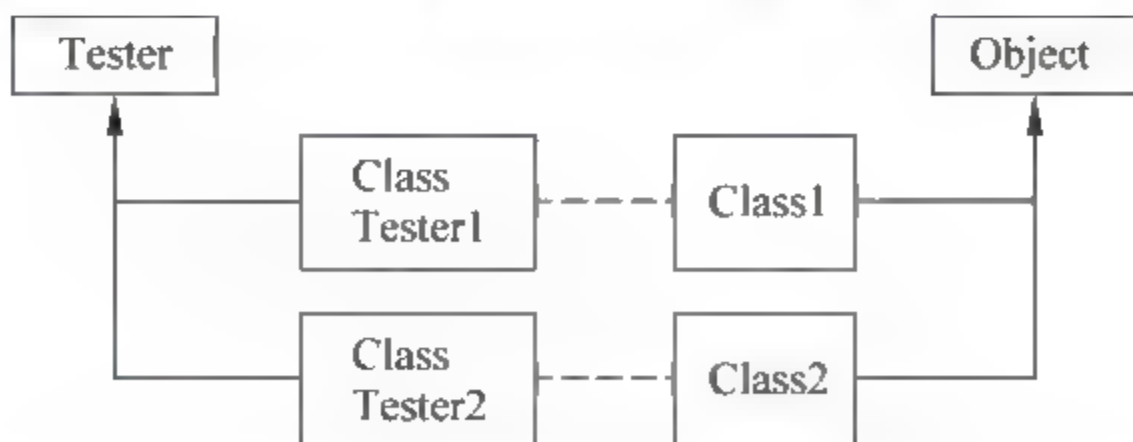 Tester
Object
Class
Tester1
Class1
Class
Tester2
Class2